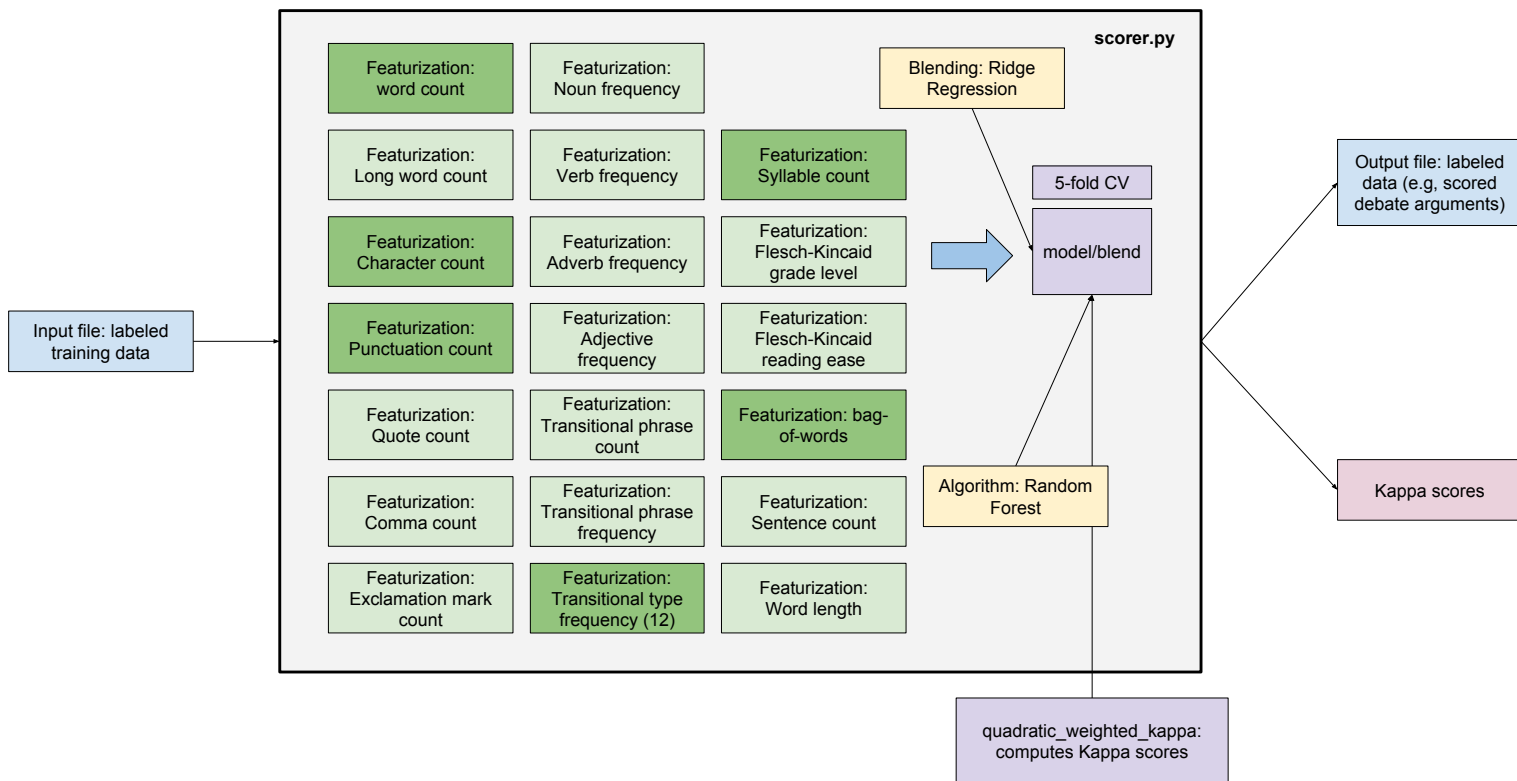 scorer.py
Featurization:
word count
Featurization:
Noun frequency
Blending: Ridge
Regression
Featurization:
Long word count
Featurization:
Verb frequency
Featurization:
Syllable count
5-fold CV
Output file: labeled
data (e.g, scored
debate arguments)
Featurization:
Character count
Featurization:
Adverb frequency
Featurization:
Flesch-Kincaid
grade level
model/blend
Input file: labeled
training data
Featurization:
Punctuation count
Featurization:
Adjective
frequency
Featurization:
Flesch-Kincaid
reading ease
Featurization:
Quote count
Featurization:
Transitional phrase
count
Featurization: bag-
of-words
Featurization:
Comma count
Featurization:
Transitional phrase
frequency
Featurization:
Sentence count
Algorithm: Random
Forest
Kappa scores
Featurization:
Exclamation mark
count
Featurization:
Transitional type
frequency (12)
Featurization:
Word length
quadratic_weighted_kappa:
computes Kappa scores